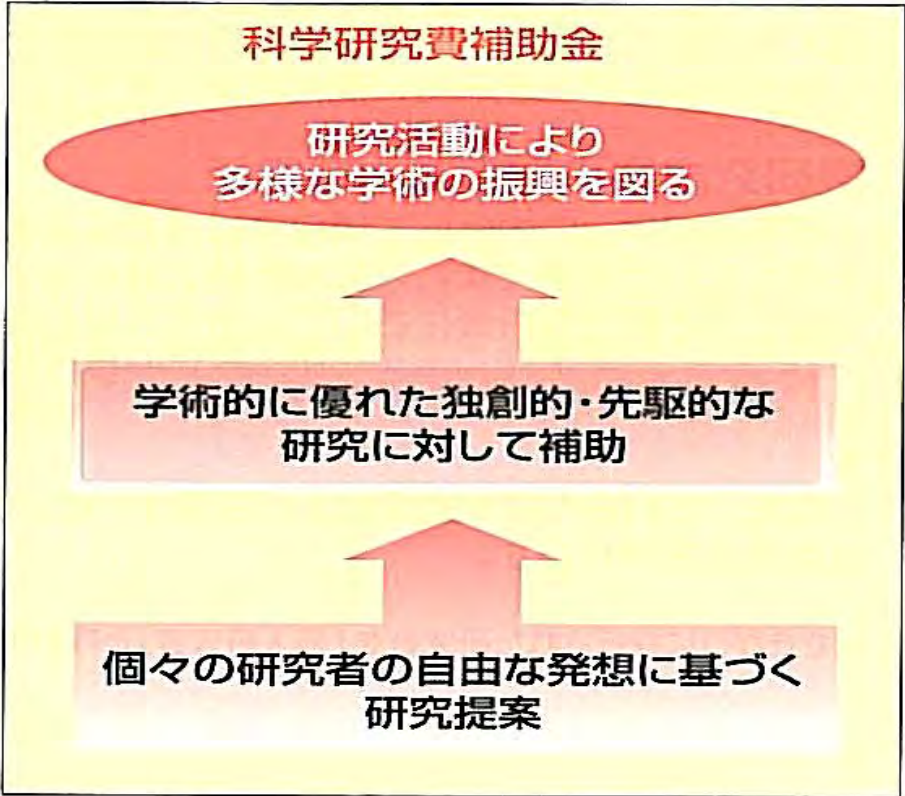 科学研究費補助金
研究活動により
多様な学術の振興を図る
学術的に優れた独創的・先駆的な
研究に対して補助
個々の研究者の自由な発想に基づく
研究提案